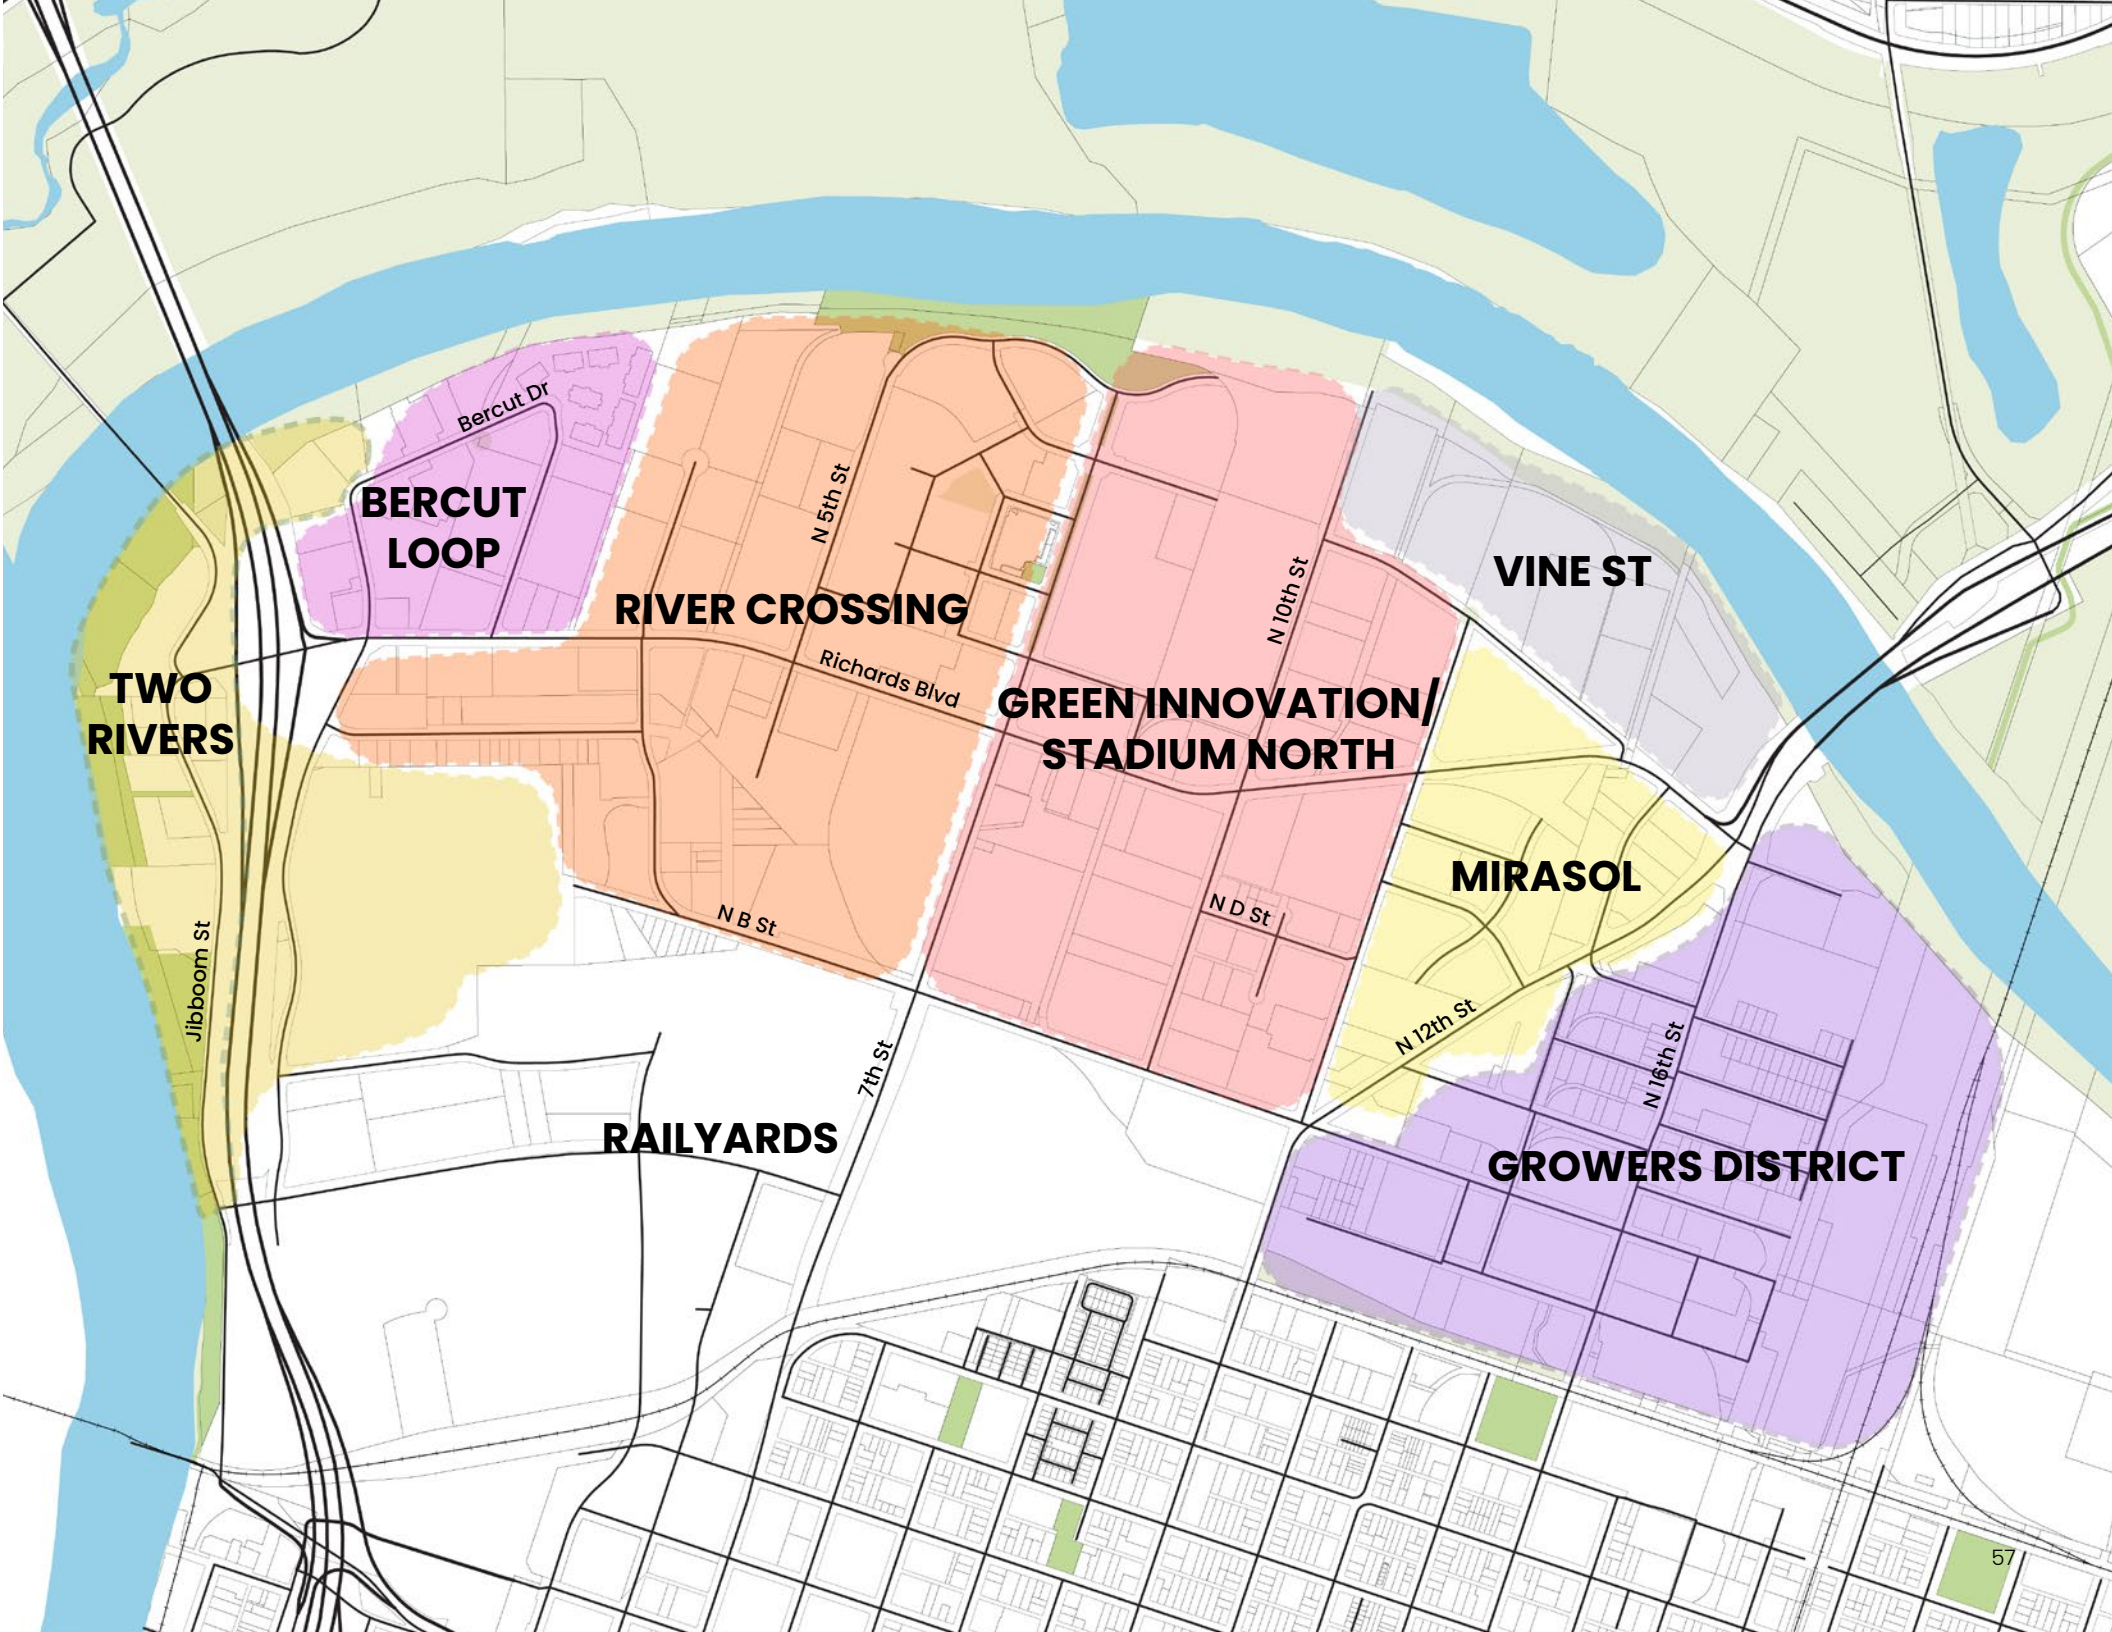 Bercut Dr
BERCUT
LOOP
N 5th St
N 10th St
VINE ST
RIVER CROSSING
Richards Blvd
TWO
RIVERS
GREEN INNOVATION/
STADIUM NORTH
MIRASOL
N D St
N B St
Jibboom St
N 12th St
N 16th St
7th St
RAILYARDS
GROWERS DISTRICT
57